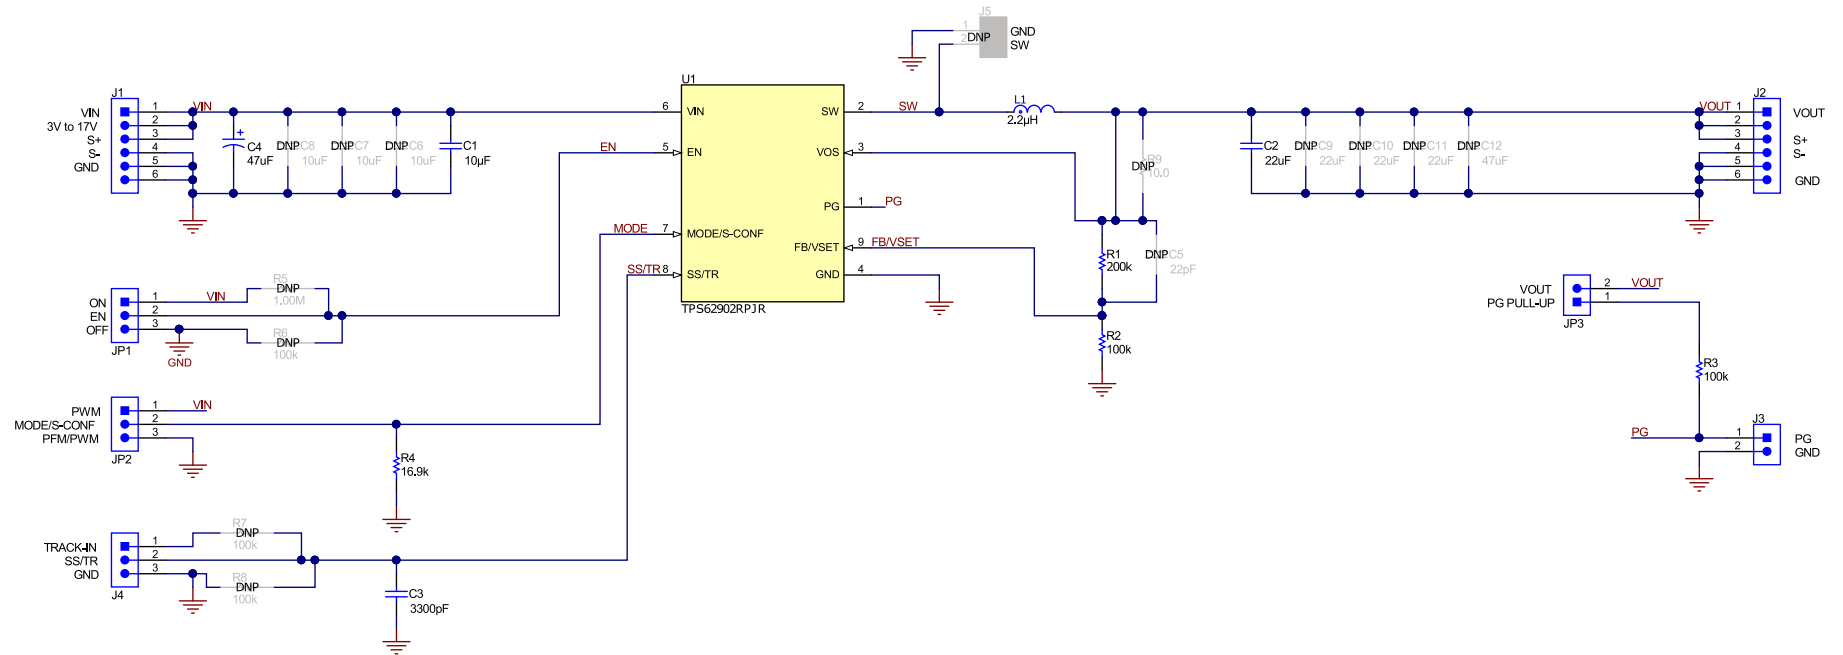 J5
1
2
DNP
GND
SW
J1
VIN
3V to 17V
S+
S-
GND
1
2
3
4
5
6
VIN
C4
47uF
DNP C8
10uF
DNP C7
10uF
DNP C6
10uF
C1
10µF
U1
6 VIN
EN 5 EN
MODE 7 MODE/S-CONF
SS/TR 8 SS/TR
SW 2 SW
VOS 3
PG 1 PG
FB/VSET 9 FB/VSET
GND 4
TPS62902RPJR
L1
2.2µH
DNP R9
10.0
R1
200k
DNP C5
22pF
R2
100k
C2
22uF
DNP C9
22uF
DNP C10
22uF
DNP C11
22uF
DNP C12
47uF
J2
VOUT 1 VOUT
2
3 S+
4 S-
5
6 GND
ON 1 VIN
EN 2
OFF 3
JP1
GND
R5
DNP
1.00M
R6
DNP
100k
VOUT 2 VOUT
PG PULL-UP 1
JP3
R3
100k
J3
PG 1 PG
2 GND
PWM 1 VIN
MODE/S-CONF 2
PFM/PWM 3
JP2
R4
16.9k
TRACK-IN 1
SS/TR 2
GND 3
J4
R7
DNP
100k
R8
DNP
100k
C3
3300pF